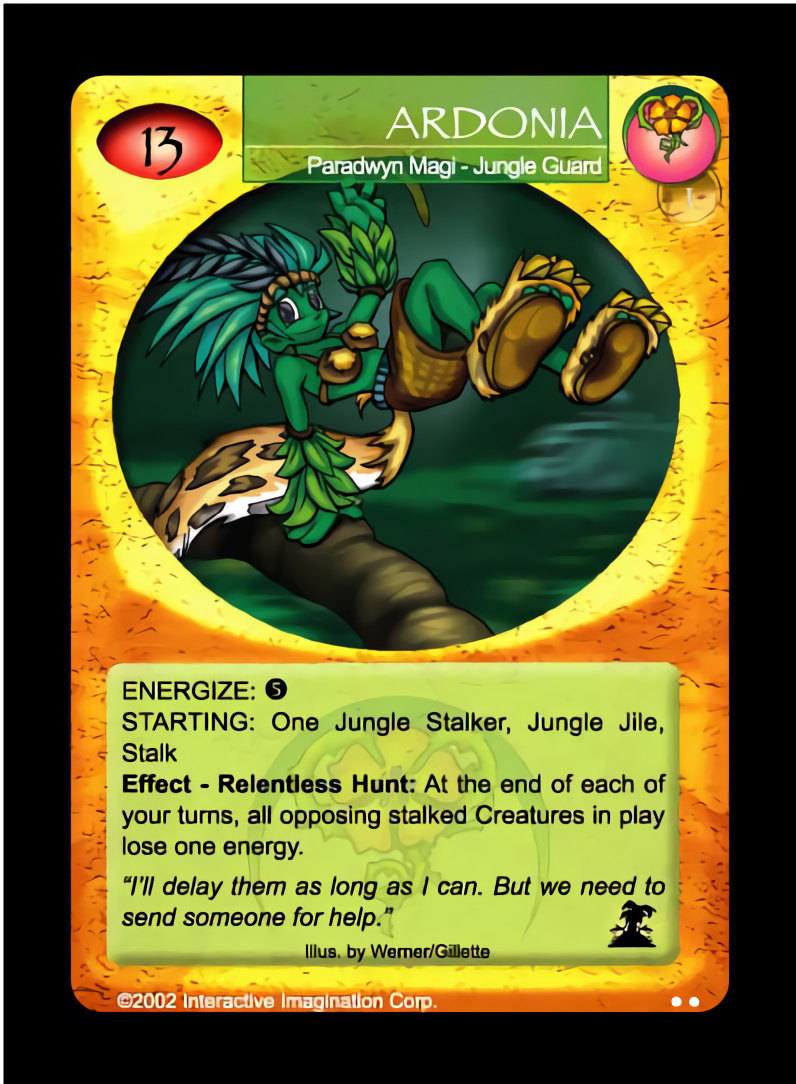 13
ARDONIA
Paradwyn Magi - Jungle Guard
1
ENERGIZE: 5
STARTING: One Jungle Stalker, Jungle Jile,
Stalk
Effect - Relentless Hunt: At the end of each of
your turns, all opposing stalked Creatures in play
lose one energy.
"I'll delay them as long as I can. But we need to
send someone for help."
Illus. by Werner/Gillette
©2002 Interactive Imagination Corp.